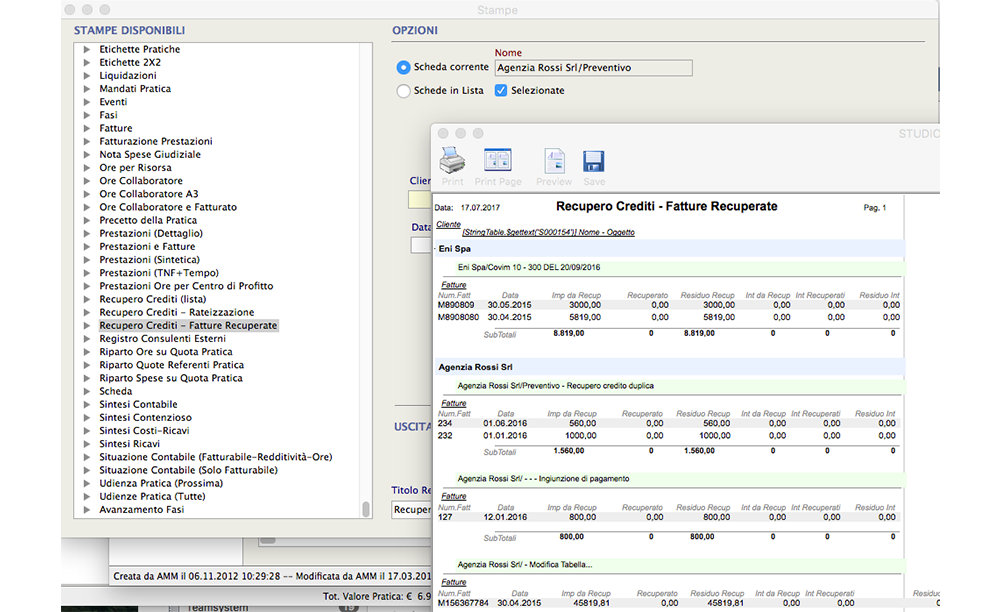 Stampe
STAMPE DISPONIBILI
Etichette Pratiche
Etichette 2X2
Liquidazioni
Mandati Pratica
Eventi
Fasi
Fatture
Fatturazione Prestazioni
Nota Spese Giudiziale
Ore per Risorsa
Ore Collaboratore
Ore Collaboratore A3
Ore Collaboratore e Fatturato
Precetto della Pratica
Prestazioni (Dettaglio)
Prestazioni e Fatture
Prestazioni (Sintetica)
Prestazioni (TNF+Tempo)
Prestazioni Ore per Centro di Profitto
Recupero Crediti (lista)
Recupero Crediti - Rateizzazione
Recupero Crediti - Fatture Recuperate
Registro Consulenti Esterni
Riparto Ore su Quota Pratica
Riparto Quote Referenti Pratica
Riparto Spese su Quota Pratica
Scheda
Sintesi Contabile
Sintesi Contenzioso
Sintesi Costi-Ricavi
Sintesi Ricavi
Situazione Contabile (Fatturabile-Redditività-Ore)
Situazione Contabile (Solo Fatturabile)
Udienza Pratica (Prossima)
Udienze Pratica (Tutte)
Avanzamento Fasi
OPZIONI
Nome
Scheda corrente Agenzia Rossi Srl/Preventivo
Schede in Lista Selezionate
Clien
Data
USCITA
Titolo Re
Recuper
STUDIO
Print Print Page Preview Save
Data: 17.07.2017 Recupero Crediti - Fatture Recuperate Pag. 1
Cliente
[StringTable.$gettext('S000154')] Nome - Oggetto
Eni Spa
Eni Spa/Covim 10 - 300 DEL 20/09/2016
Fatture
Num.Fatt Data Imp da Recup Recuperato Residuo Recup Int da Recup Int Recuperati Residuo Int
M890809 30.05.2015 3000,00 0,00 3000,00 0,00 0,00 0,00
M8908080 30.04.2015 5819,00 0,00 5819,00 0,00 0,00 0,00
SubTotali 8.819,00 0 8.819,00 0 0 0
Agenzia Rossi Srl
Agenzia Rossi Srl/Preventivo - Recupero credito duplica
Fatture
Num.Fatt Data Imp da Recup Recuperato Residuo Recup Int da Recup Int Recuperati Residuo Int
234 01.06.2016 560,00 0,00 560,00 0,00 0,00 0,00
232 01.01.2016 1000,00 0,00 1000,00 0,00 0,00 0,00
SubTotali 1.560,00 0 1.560,00 0 0 0
Agenzia Rossi Srl/ - - - Ingiunzione di pagamento
Fatture
Num.Fatt Data Imp da Recup Recuperato Residuo Recup Int da Recup Int Recuperati Residuo Int
127 12.01.2016 800,00 0,00 800,00 0,00 0,00 0,00
SubTotali 800,00 0 800,00 0 0 0
Agenzia Rossi Srl/ - Modifica Tabella...
Fatture
Num.Fatt Data Imp da Recup Recuperato Residuo Recup Int da Recup Int Recuperati Residuo
M156367784 30.04.2015 45819,81 0,00 45819,81 0,00 0,00 0,
Creata da AMM il 06.11.2012 10:29:28 -- Modificata da AMM il 17.03.201
Tot. Valore Pratica: € 6.9
Teamsystem 19